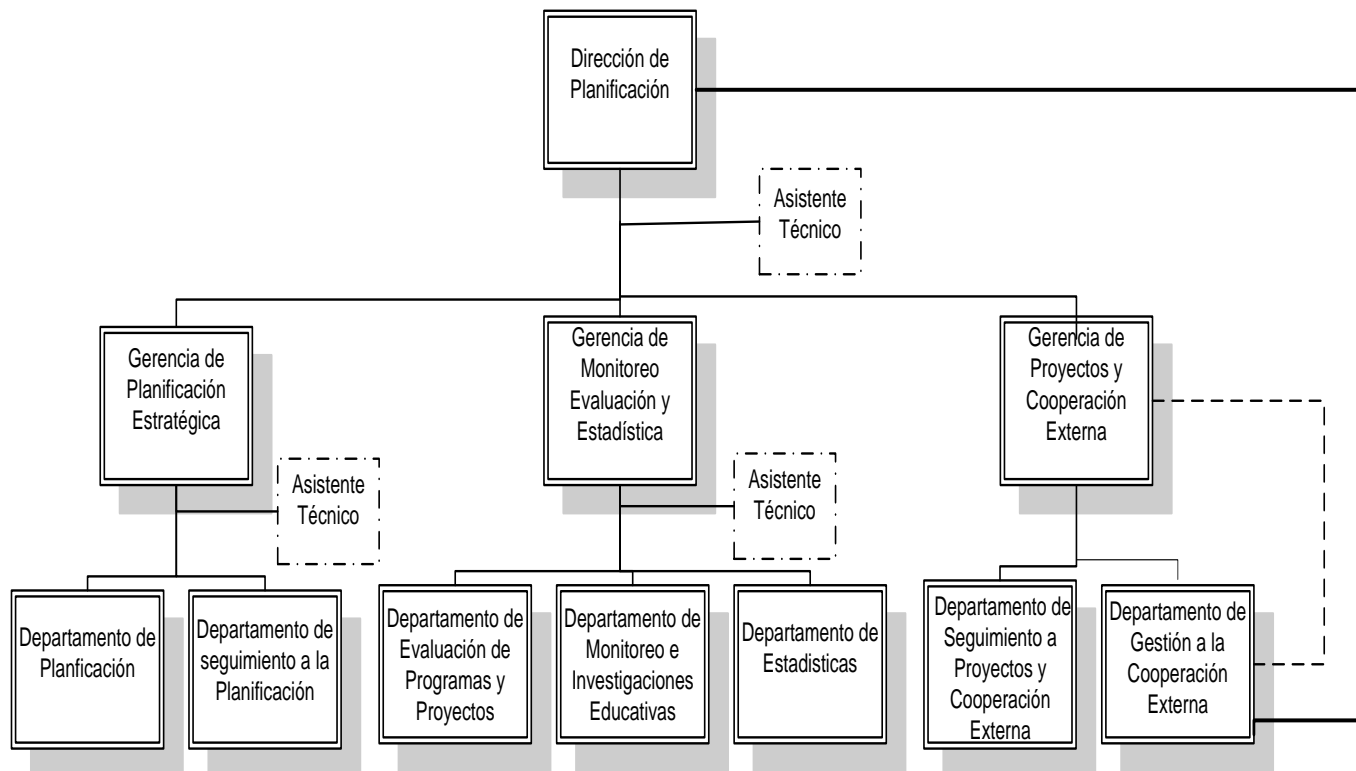 Dirección de
Planificación
Asistente
Técnico
Gerencia de
Planificación
Estratégica
Gerencia de
Monitoreo
Evaluación y
Estadística
Gerencia de
Proyectos y
Cooperación
Externa
Asistente
Técnico
Asistente
Técnico
Departamento de
Planficación
Departamento de
seguimiento a la
Planificación
Departamento de
Evaluación de
Programas y
Proyectos
Departamento de
Monitoreo e
Investigaciones
Educativas
Departamento de
Estadisticas
Departamento de
Seguimiento a
Proyectos y
Cooperación
Externa
Departamento de
Gestión a la
Cooperación
Externa